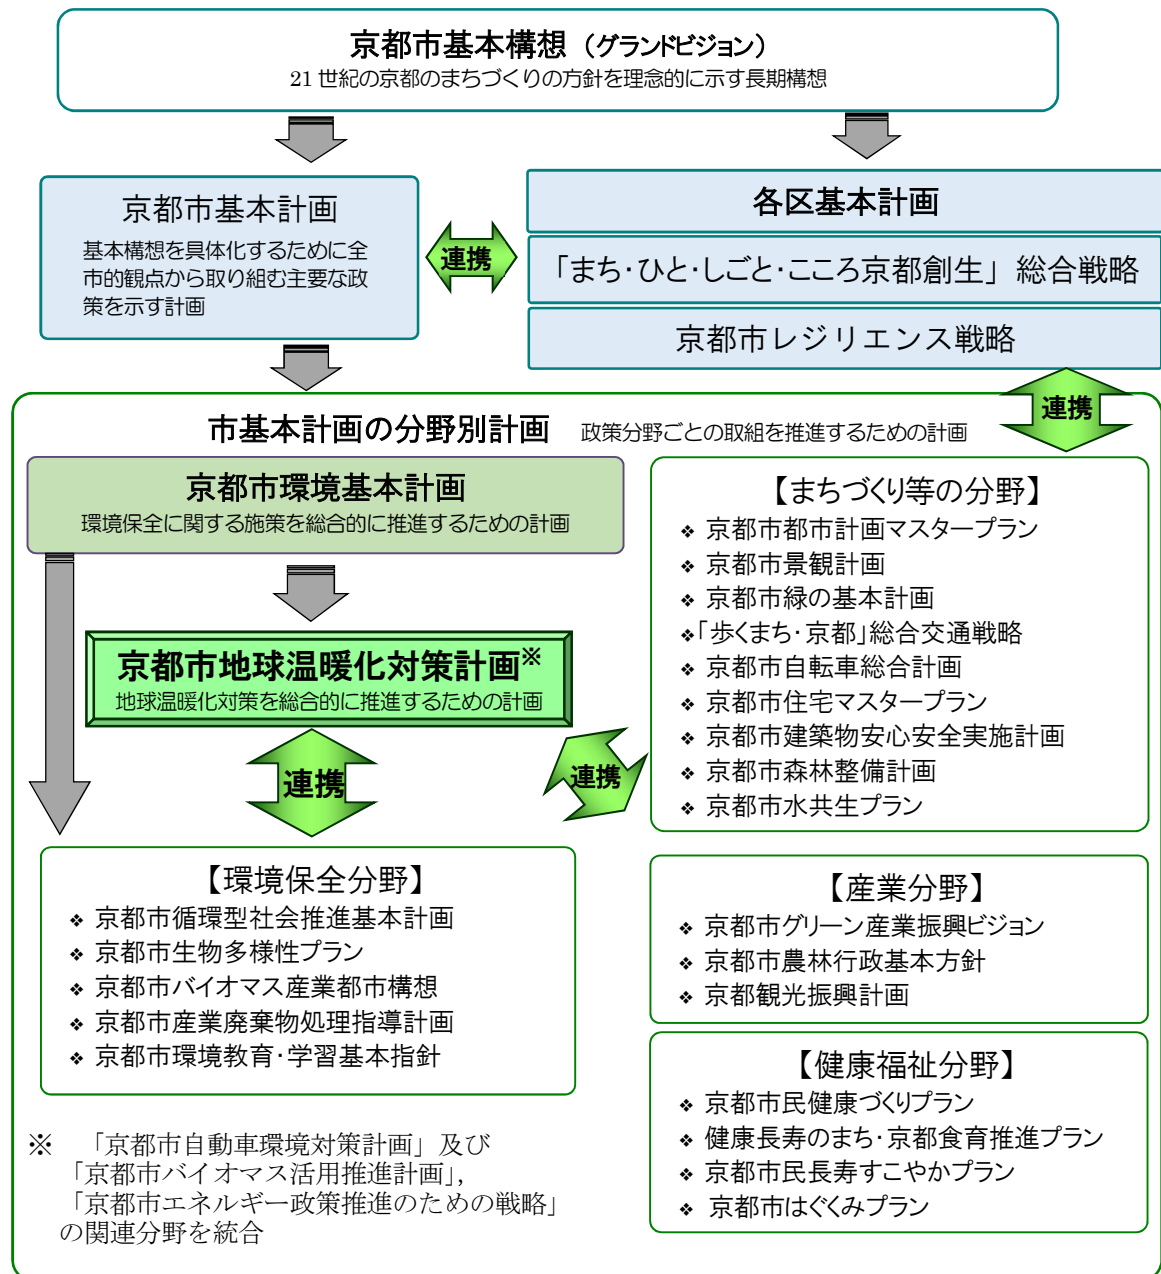 京都市基本構想（グランドビジョン）
21 世紀の京都のまちづくりの方針を理念的に示す長期構想
京都市基本計画
基本構想を具体化するために全
市的観点から取り組む主要な政
策を示す計画
連携
各区基本計画
「まち・ひと・しごと・こころ京都創生」総合戦略
京都市レジリエンス戦略
連携
市基本計画の分野別計画 政策分野ごとの取組を推進するための計画
京都市環境基本計画
環境保全に関する施策を総合的に推進するための計画
京都市地球温暖化対策計画※
地球温暖化対策を総合的に推進するための計画
連携
連携
【まちづくり等の分野】
❖ 京都市都市計画マスタープラン
❖ 京都市景観計画
❖ 京都市緑の基本計画
❖「歩くまち・京都」総合交通戦略
❖ 京都市自転車総合計画
❖ 京都市住宅マスタープラン
❖ 京都市建築物安心安全実施計画
❖ 京都市森林整備計画
❖ 京都市水共生プラン
【環境保全分野】
❖ 京都市循環型社会推進基本計画
❖ 京都市生物多様性プラン
❖ 京都市バイオマス産業都市構想
❖ 京都市産業廃棄物処理指導計画
❖ 京都市環境教育・学習基本指針
【産業分野】
❖ 京都市グリーン産業振興ビジョン
❖ 京都市農林行政基本方針
❖ 京都観光振興計画
【健康福祉分野】
❖ 京都市民健康づくりプラン
❖ 健康長寿のまち・京都食育推進プラン
❖ 京都市民長寿すこやかプラン
❖ 京都市はぐくみプラン
※ 「京都市自動車環境対策計画」及び
「京都市バイオマス活用推進計画」，
「京都市エネルギー政策推進のための戦略」
の関連分野を統合